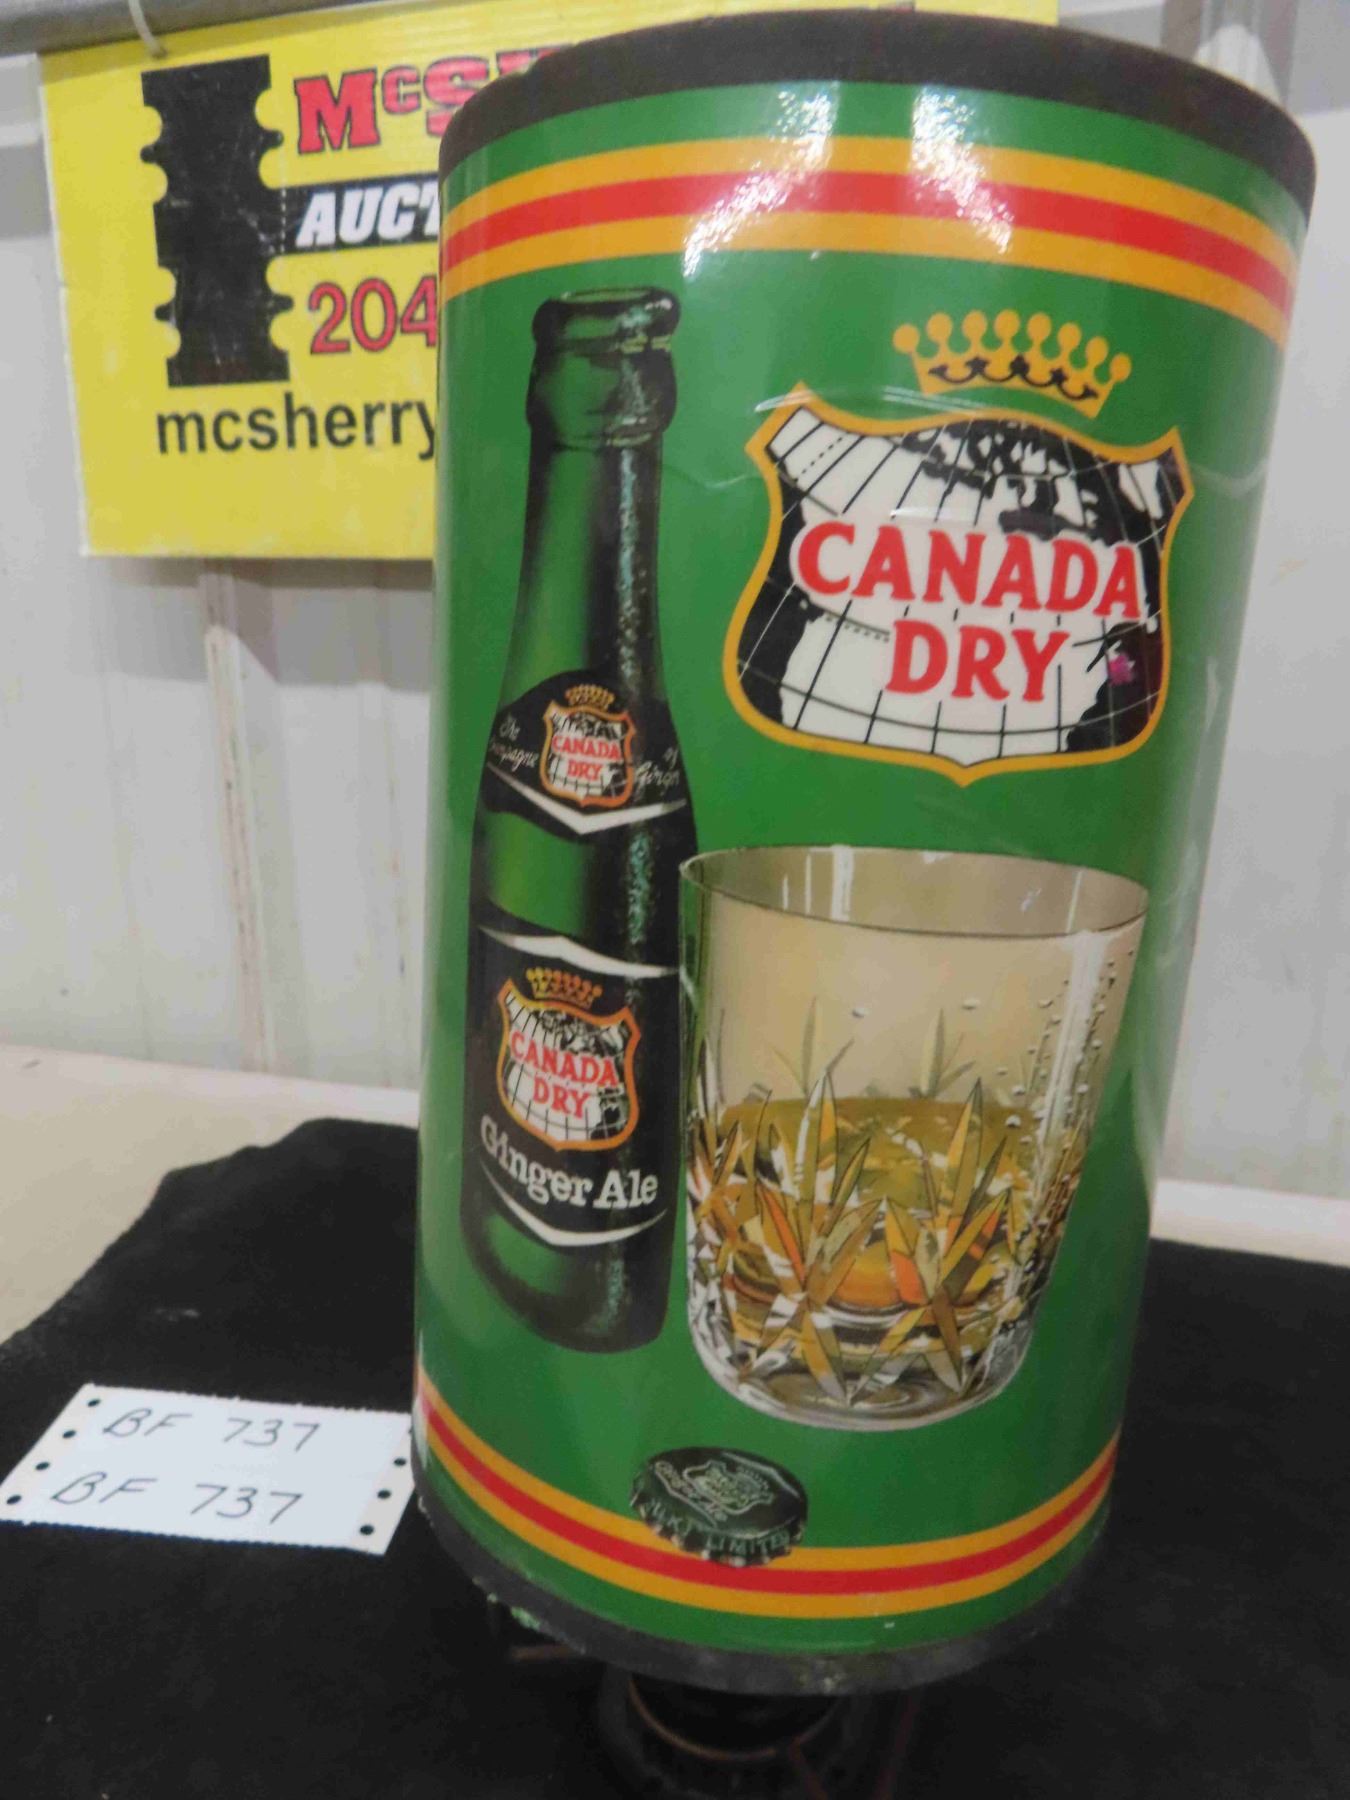 McS
AUCT
204
mcsherry
CANADA
DRY
The
of
Ginger
CANADA
DRY
CANADA
DRY
Ginger Ale
LIMITED
BF 737
BF 737